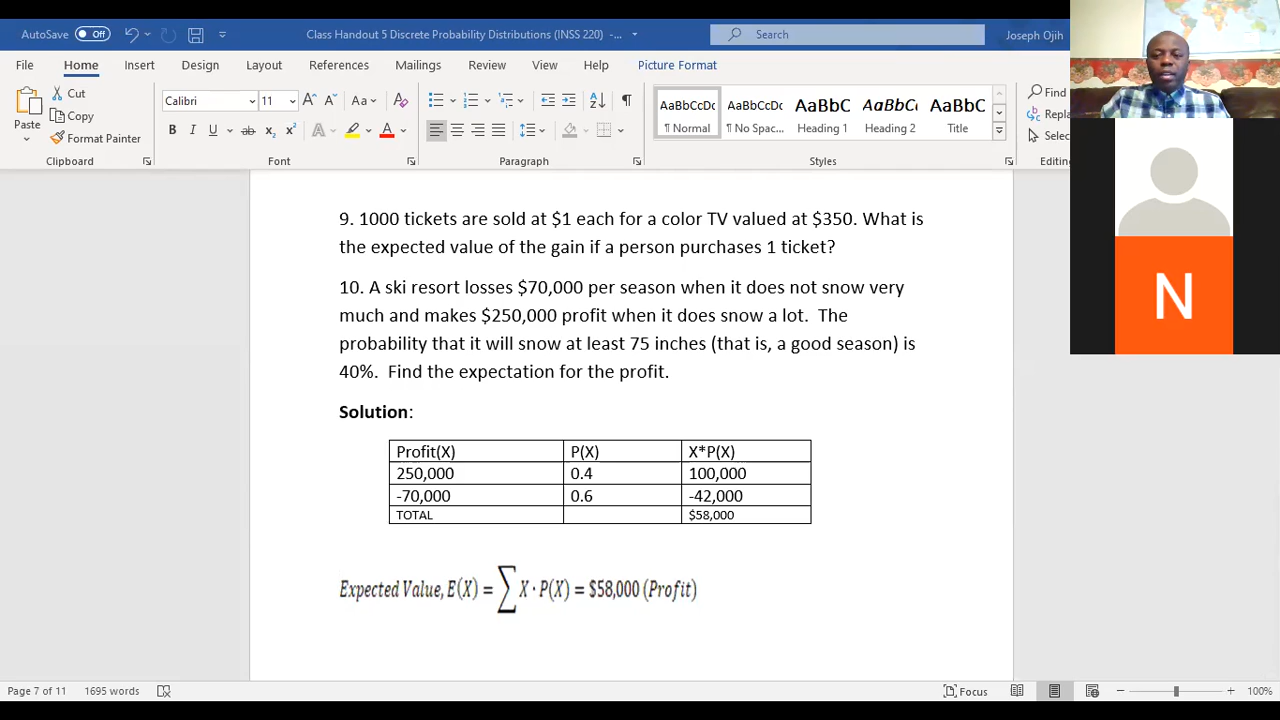 AutoSave Off Class Handout 5 Discrete Probability Distributions (INSS 220) -... Search Joseph Ojih
File Home Insert Design Layout References Mailings Review View Help Picture Format
Paste Cut Copy Format Painter
Calibri 11 Aa
B I U ab x₂ x² A A
AaBbCcDc AaBbCcDc AaBbC AaBbC AaBbC
¶ Normal ¶ No Spac... Heading 1 Heading 2 Title
Find
Repla
Selec
Clipboard Font Paragraph Styles Editing
9. 1000 tickets are sold at $1 each for a color TV valued at $350. What is
the expected value of the gain if a person purchases 1 ticket?
10. A ski resort losses $70,000 per season when it does not snow very
much and makes $250,000 profit when it does snow a lot. The
probability that it will snow at least 75 inches (that is, a good season) is
40%. Find the expectation for the profit.
Solution:
Profit(X) P(X) X*P(X)
250,000 0.4 100,000
-70,000 0.6 -42,000
TOTAL $58,000
Expected Value, E(X) = ∑ X · P(X) = $58,000 (Profit)
N
Page 7 of 11 1695 words Focus 100%